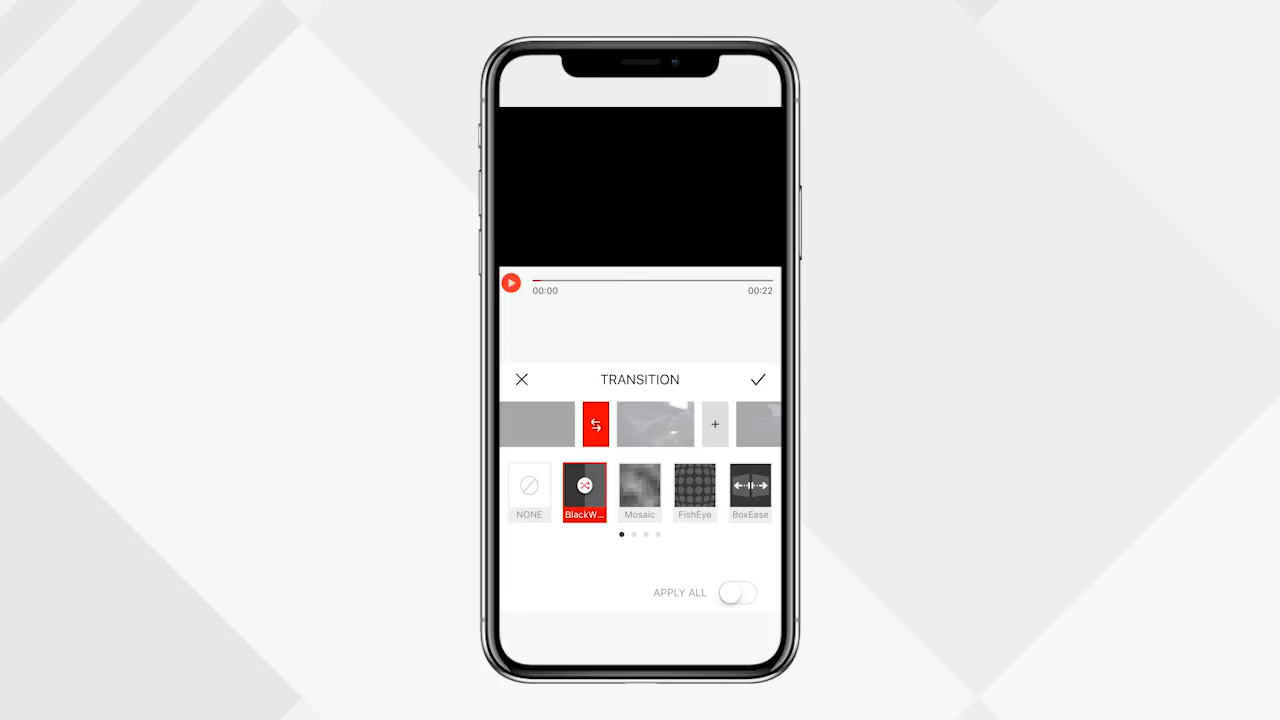 00:00 00:22
TRANSITION
+
NONE BlackW... Mosaic FishEye BoxEase
APPLY ALL